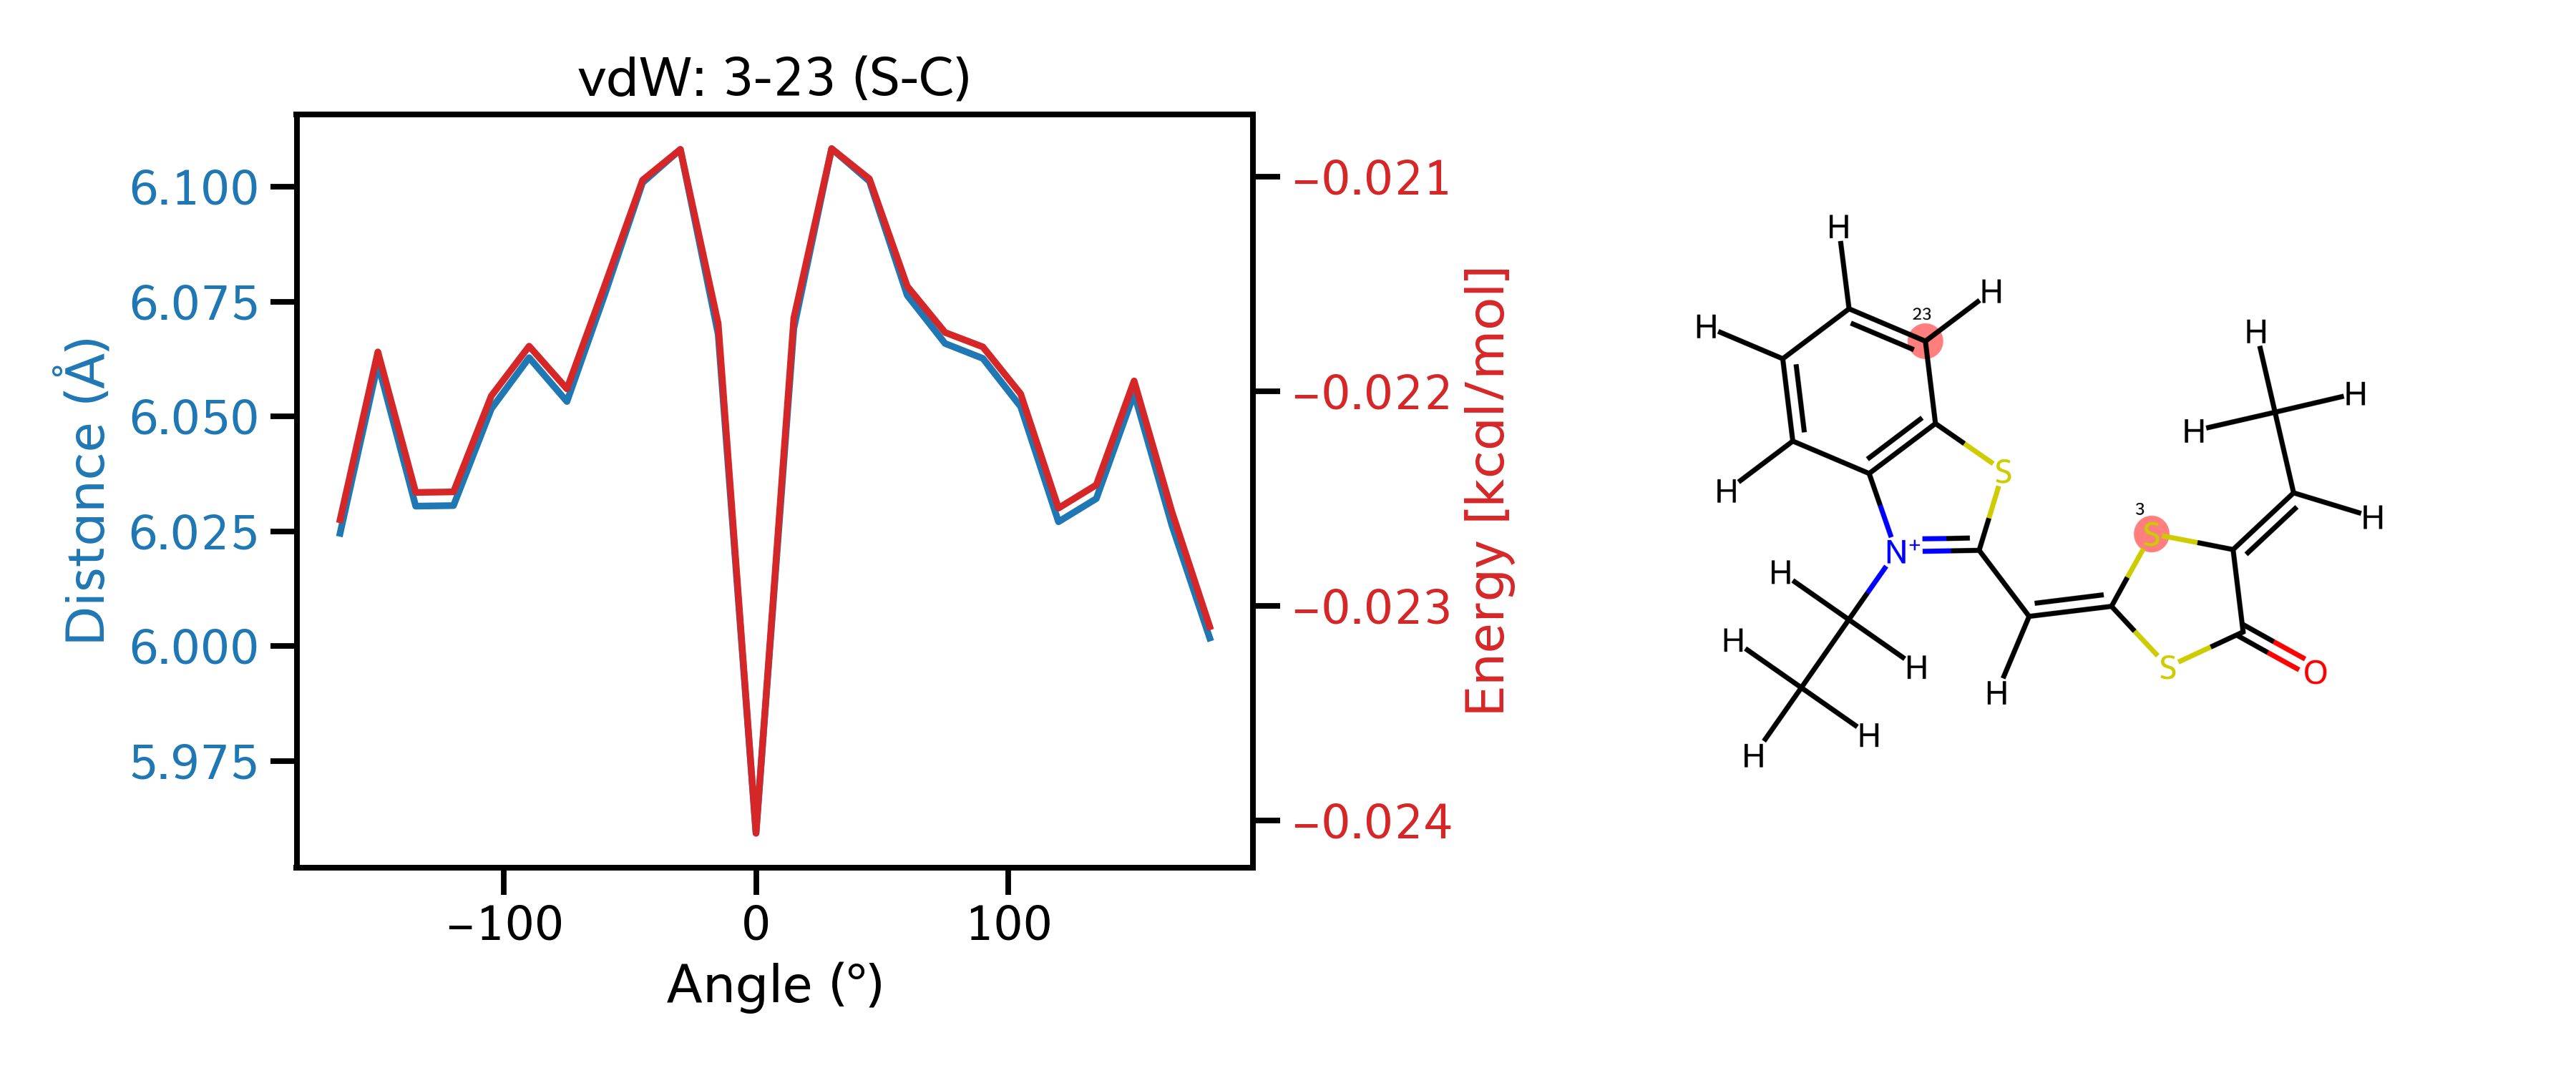 vdW: 3-23 (S-C)
Distance (Å)
6.100
6.075
6.050
6.025
6.000
5.975
−0.021
−0.022
−0.023
−0.024
Energy [kcal/mol]
−100
0
100
Angle (°)
H
H
H
23
H
H
H
S
3
H
H
S
H
N+
H
H
H
S
O
H
H
H